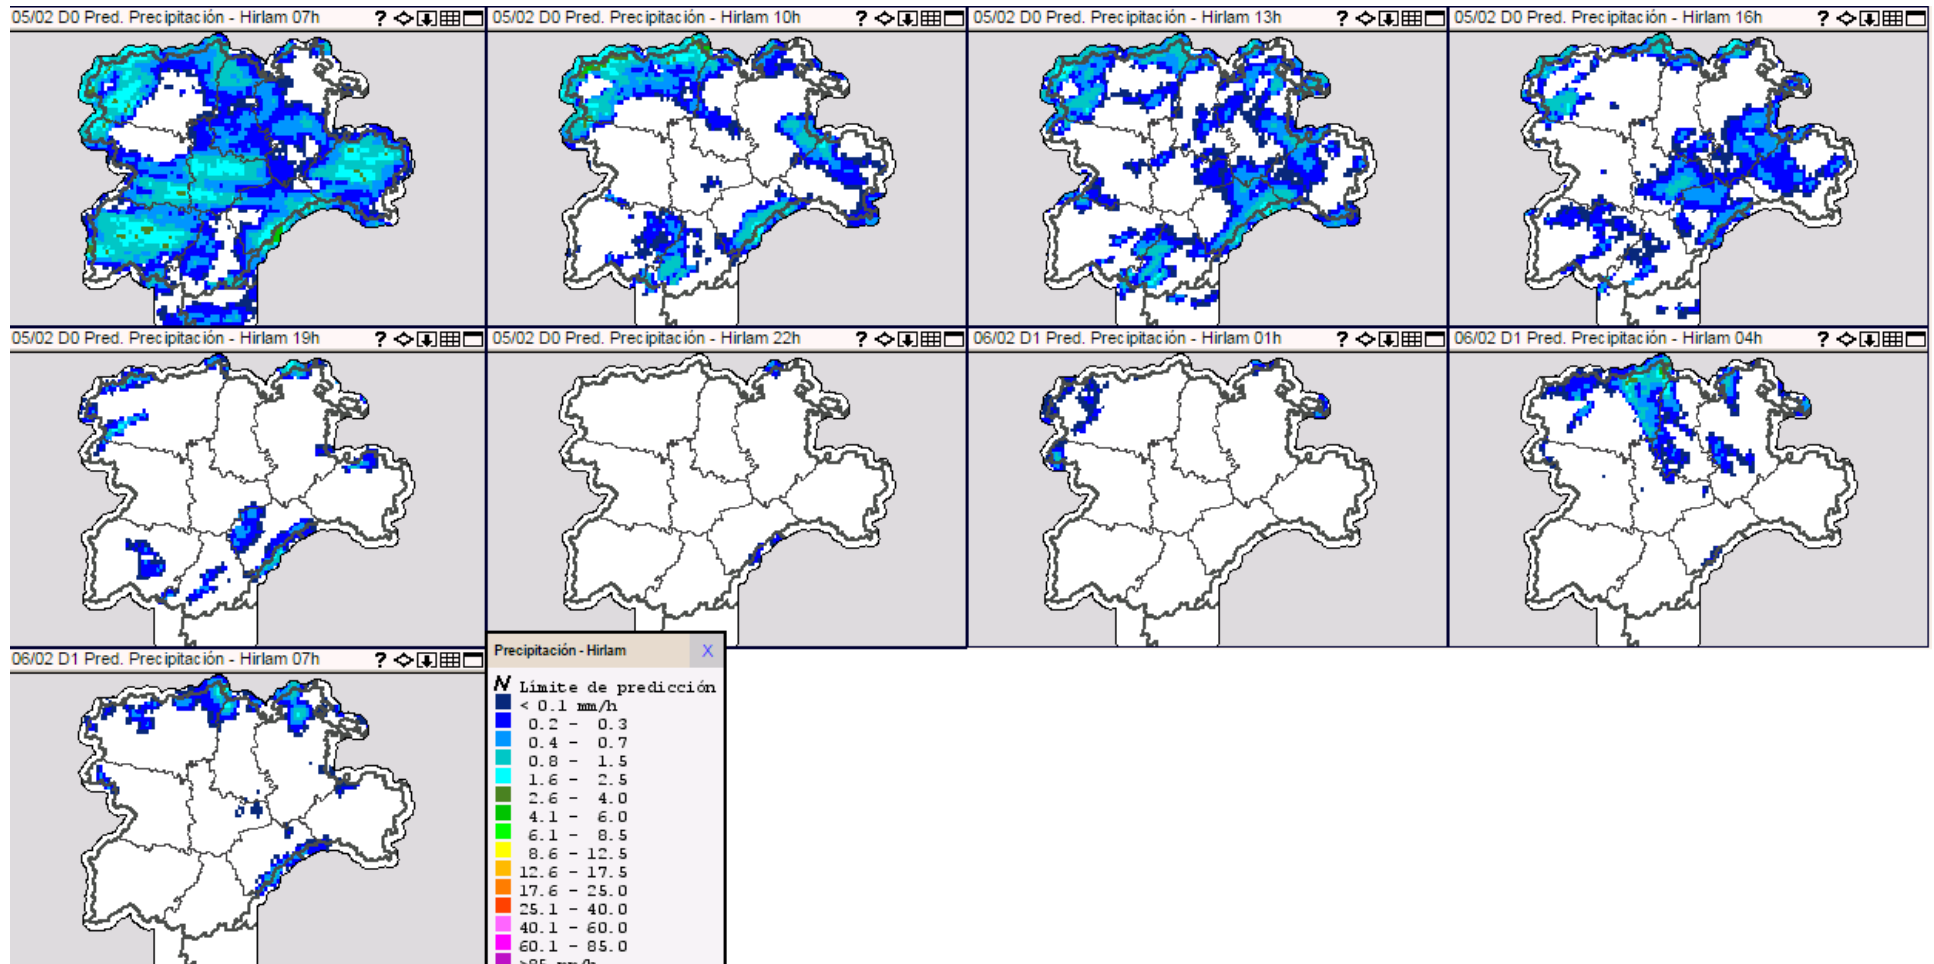 05/02 D0 Pred. Precipitación - Hirlam 07h ?
05/02 D0 Pred. Precipitación - Hirlam 10h ?
05/02 D0 Pred. Precipitación - Hirlam 13h ?
05/02 D0 Pred. Precipitación - Hirlam 16h ?
05/02 D0 Pred. Precipitación - Hirlam 19h ?
05/02 D0 Pred. Precipitación - Hirlam 22h ?
06/02 D1 Pred. Precipitación - Hirlam 01h ?
06/02 D1 Pred. Precipitación - Hirlam 04h ?
06/02 D1 Pred. Precipitación - Hirlam 07h ?
Precipitación - Hirlam X
N Límite de predicción
< 0.1 mm/h
0.2 - 0.3
0.4 - 0.7
0.8 - 1.5
1.6 - 2.5
2.6 - 4.0
4.1 - 6.0
6.1 - 8.5
8.6 - 12.5
12.6 - 17.5
17.6 - 25.0
25.1 - 40.0
40.1 - 60.0
60.1 - 85.0
>85 mm/h